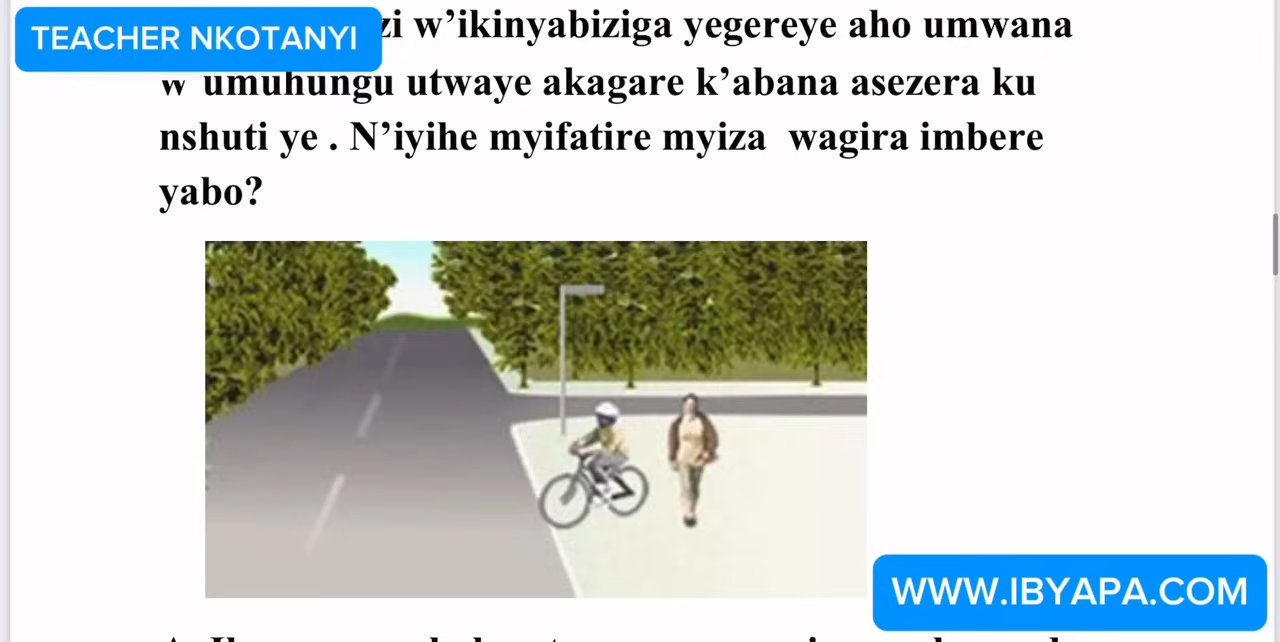 TEACHER NKOTANYI
w’ikinyabiziga yegereye aho umwana
w’umuhungu utwaye akagare k’abana asezera ku
nshuti ye . N’iyihe myifatire myiza wagira imbere
yabo?
WWW.IBYAPA.COM